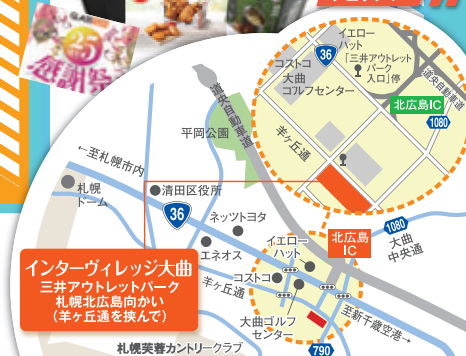 25
感謝祭
イエロー
ハット
36
コストコ
大曲
ゴルフセンター
「三井アウトレット
パーク
入口」停
道央自動車道
北広島IC
1080
羊ヶ丘通
道央自動車道
平岡公園
←至札幌市内
札幌
ドーム
清田区役所
36
ネッツトヨタ
エネオス
イエロー
ハット
北広島
IC
1080
大曲
中央通
インターヴィレッジ大曲
三井アウトレットパーク
札幌北広島向かい
(羊ヶ丘通を挟んで)
羊ヶ丘通
コストコ
大曲ゴルフ
センター
至新千歳空港→
790
札幌芙蓉カントリークラブ